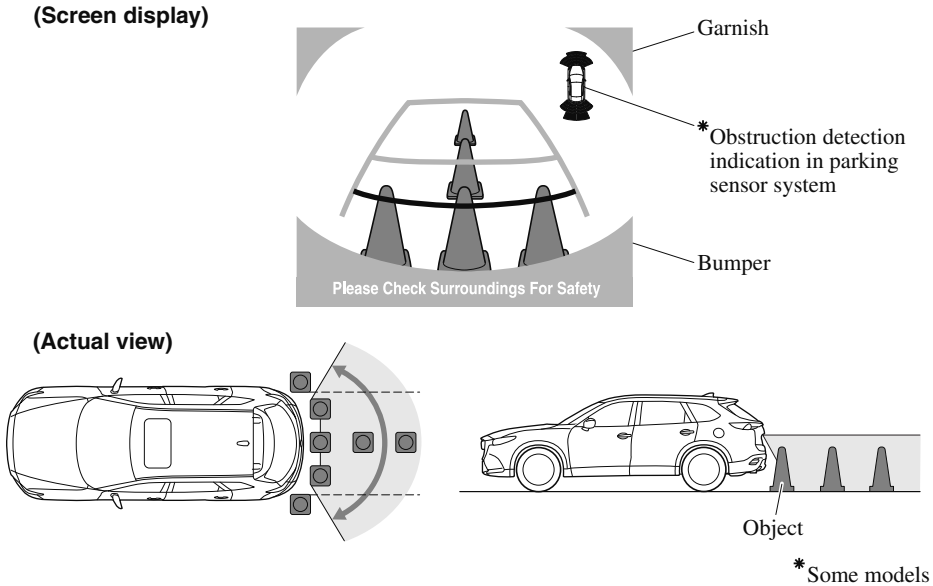 (Screen display)
Garnish
*Obstruction detection
indication in parking
sensor system
Bumper
Please Check Surroundings For Safety
(Actual view)
Object
*Some models